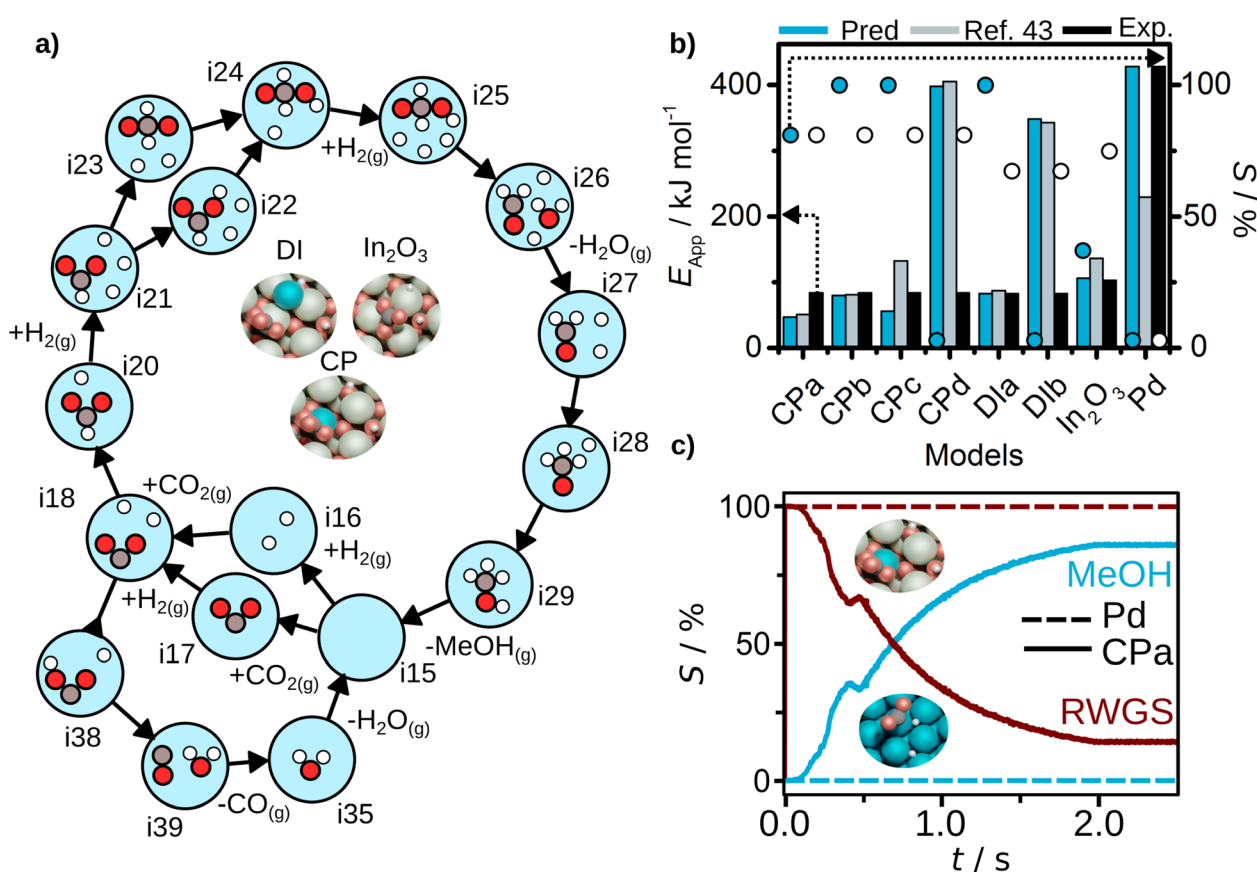 a)
i24
i25
i23
+H2(g)
i22
i26
i21
-H2O(g)
DI
In2O3
i27
+H2(g)
i20
CP
i28
i18
+CO2(g)
i16
+H2(g)
+H2(g)
i29
i17
-MeOH(g)
+CO2(g)
i15
i38
-H2O(g)
i39
-CO(g)
i35
b)
Pred
Ref. 43
Exp.
EApp / kJ mol⁻¹
400
200
0
100
50
0
S / %
CPa
CPb
CPc
CPd
DIa
DIb
In2O3
Pd
Models
c)
S / %
100
50
0
MeOH
Pd
CPa
RWGS
0.0
1.0
2.0
t / s